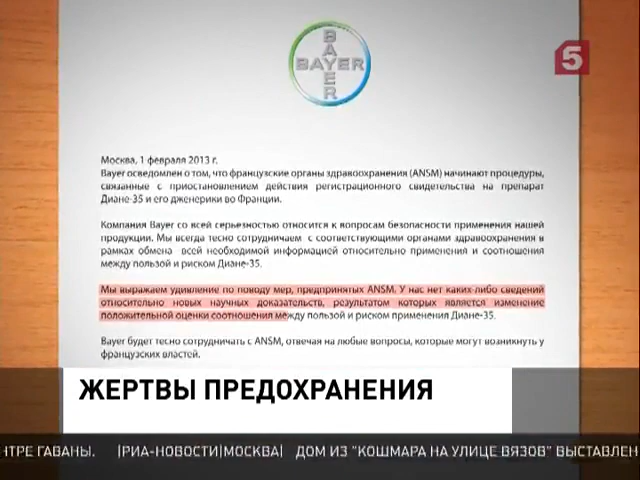 BAYER
BAYER
5
Москва, 1 февраля 2013 г.
Bayer осведомлен о том, что французские органы здравоохранения (ANSM) начинают процедуры,
связанные с приостановлением действия регистрационного свидетельства на препарат
Диане-35 и его дженерики во Франции.
Компания Bayer со всей серьезностью относится к вопросам безопасности применения нашей
продукции. Мы всегда тесно сотрудничаем с соответствующими органами здравоохранения в
рамках обмена всей необходимой информацией относительно применения и соотношения
между пользой и риском Диане-35.
Мы выражаем удивление по поводу мер, предпринятых ANSM. У нас нет каких-либо сведений
относительно новых научных доказательств, результатом которых является изменение
положительной оценки соотношения между пользой и риском применения Диане-35.
Bayer будет тесно сотрудничать с ANSM, отвечая на любые вопросы, которые могут возникнуть у
французских властей.
ЖЕРТВЫ ПРЕДОХРАНЕНИЯ
НТРЕ ГАВАНЫ. |РИА-НОВОСТИ|МОСКВА| ДОМ ИЗ "КОШМАРА НА УЛИЦЕ ВЯЗОВ" ВЫСТАВЛЕН